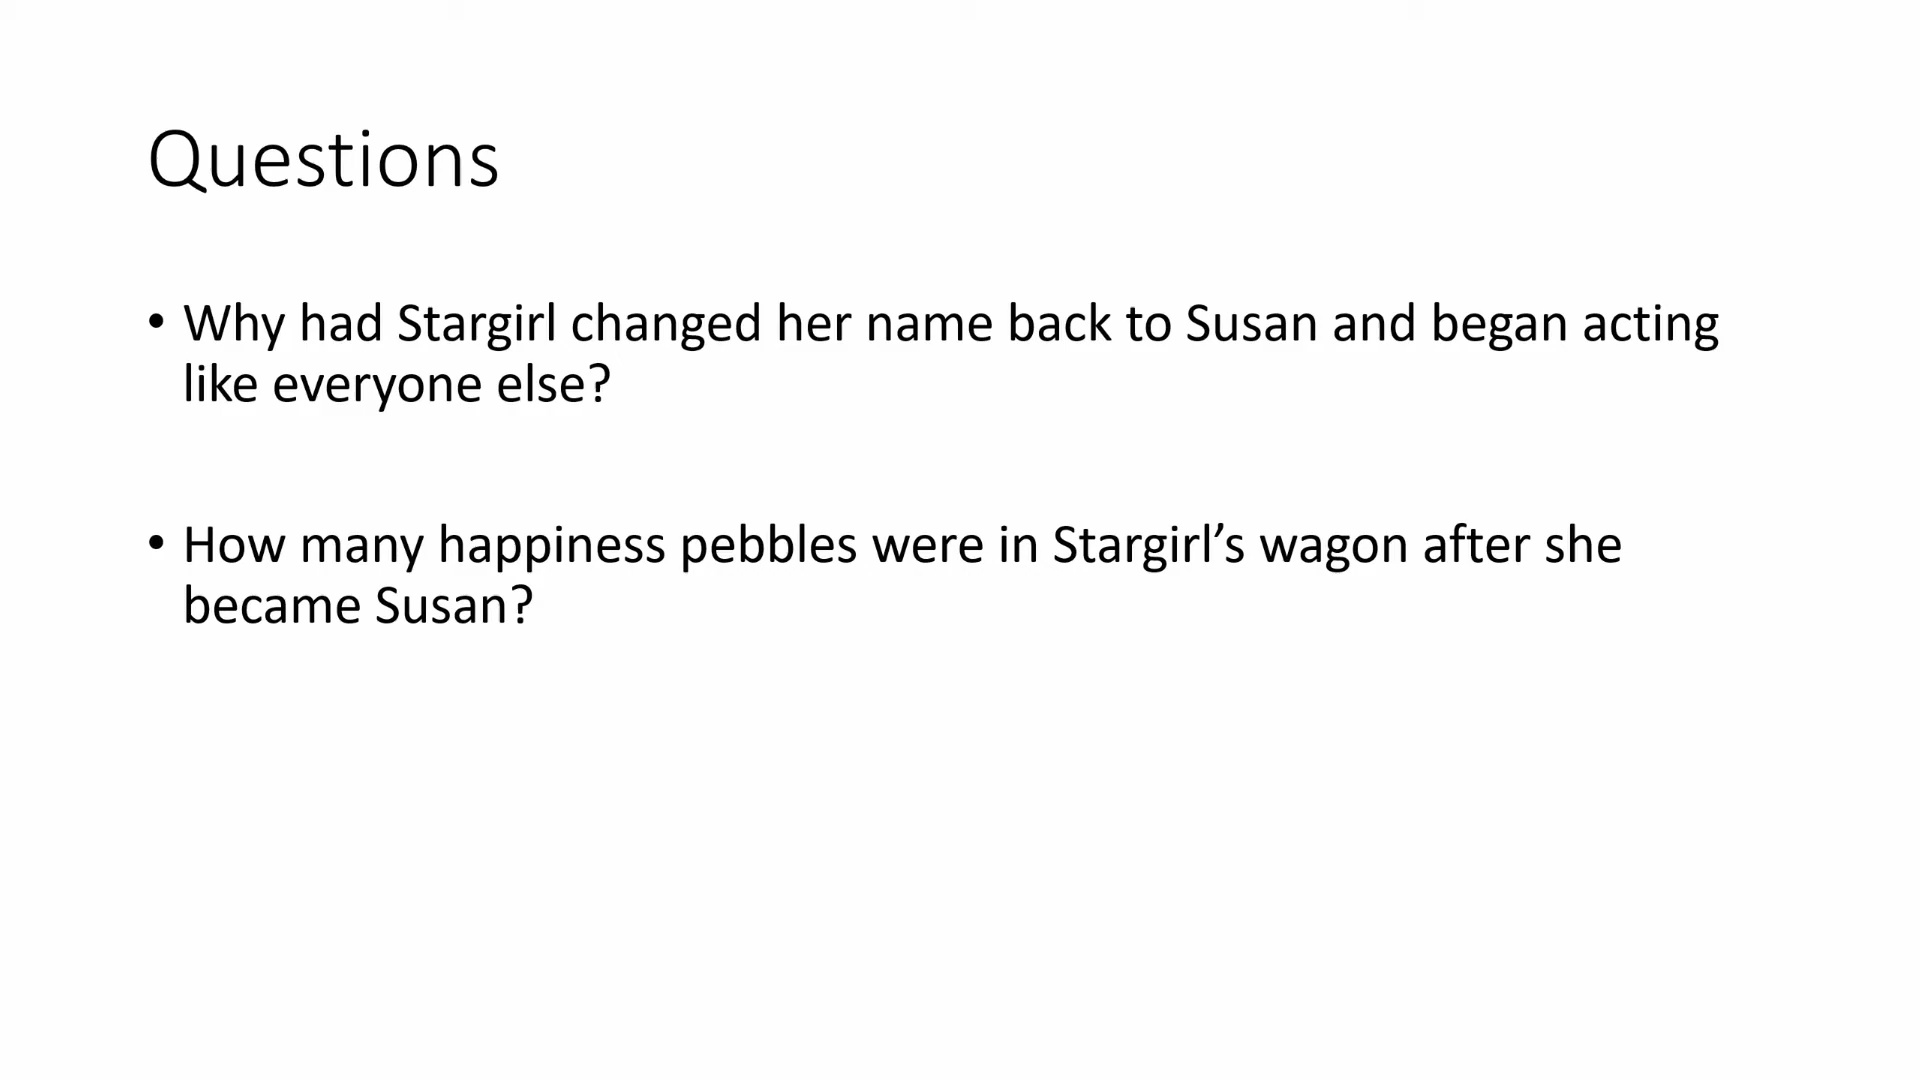 Questions
• Why had Stargirl changed her name back to Susan and began acting
like everyone else?
• How many happiness pebbles were in Stargirl’s wagon after she
became Susan?